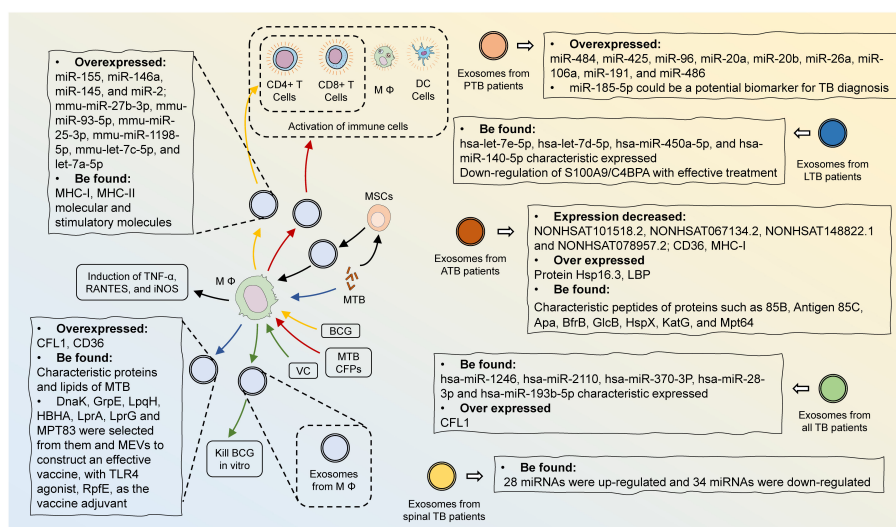 • Overexpressed:
miR-155, miR-146a,
miR-145, and miR-2;
mmu-miR-27b-3p, mmu-
miR-93-5p, mmu-miR-
25-3p, mmu-miR-1198-
5p, mmu-let-7c-5p, and
let-7a-5p
• Be found:
MHC-I, MHC-II
molecular and
stimulatory molecules
CD4+ T
Cells
CD8+ T
Cells
M Φ
DC
Cells
Activation of immune cells
MSCs
MTB
M Φ
Induction of TNF-α,
RANTES, and iNOS
BCG
MTB
CFPs
VC
• Overexpressed:
CFL1, CD36
• Be found:
Characteristic proteins
and lipids of MTB
• DnaK, GrpE, LpqH,
HBHA, LprA, LprG and
MPT83 were selected
from them and MEVs to
construct an effective
vaccine, with TLR4
agonist, RpfE, as the
vaccine adjuvant
Kill BCG
in vitro
Exosomes
from M Φ
Exosomes from
PTB patients
• Overexpressed:
miR-484, miR-425, miR-96, miR-20a, miR-20b, miR-26a, miR-
106a, miR-191, and miR-486
• miR-185-5p could be a potential biomarker for TB diagnosis
• Be found:
hsa-let-7e-5p, hsa-let-7d-5p, hsa-miR-450a-5p, and hsa-
miR-140-5p characteristic expressed
Down-regulation of S100A9/C4BPA with effective treatment
Exosomes from
LTB patients
Exosomes from
ATB patients
• Expression decreased:
NONHSAT101518.2, NONHSAT067134.2, NONHSAT148822.1
and NONHSAT078957.2; CD36, MHC-I
• Over expressed
Protein Hsp16.3, LBP
• Be found:
Characteristic peptides of proteins such as 85B, Antigen 85C,
Apa, BfrB, GlcB, HspX, KatG, and Mpt64
• Be found:
hsa-miR-1246, hsa-miR-2110, hsa-miR-370-3P, hsa-miR-28-
3p and hsa-miR-193b-5p characteristic expressed
• Over expressed
CFL1
Exosomes from
all TB patients
Exosomes from
spinal TB patients
• Be found:
28 miRNAs were up-regulated and 34 miRNAs were down-regulated